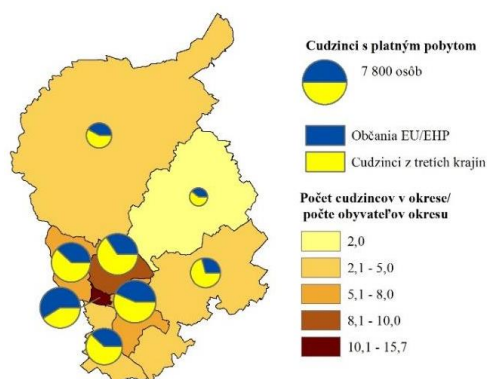 Cudzinci s platným pobytom
7 800 osôb
Občania EU/EHP
Cudzinci z tretích krajín
Počet cudzincov v okrese/
počte obyvateľov okresu
2,0
2,1 - 5,0
5,1 - 8,0
8,1 - 10,0
10,1 - 15,7